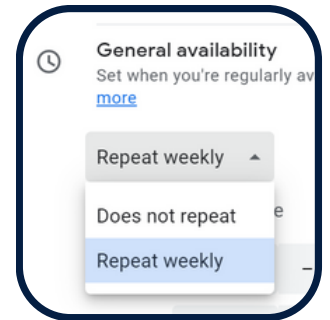 General availability
Set when you're regularly av
more
Repeat weekly
Does not repeat
e
Repeat weekly